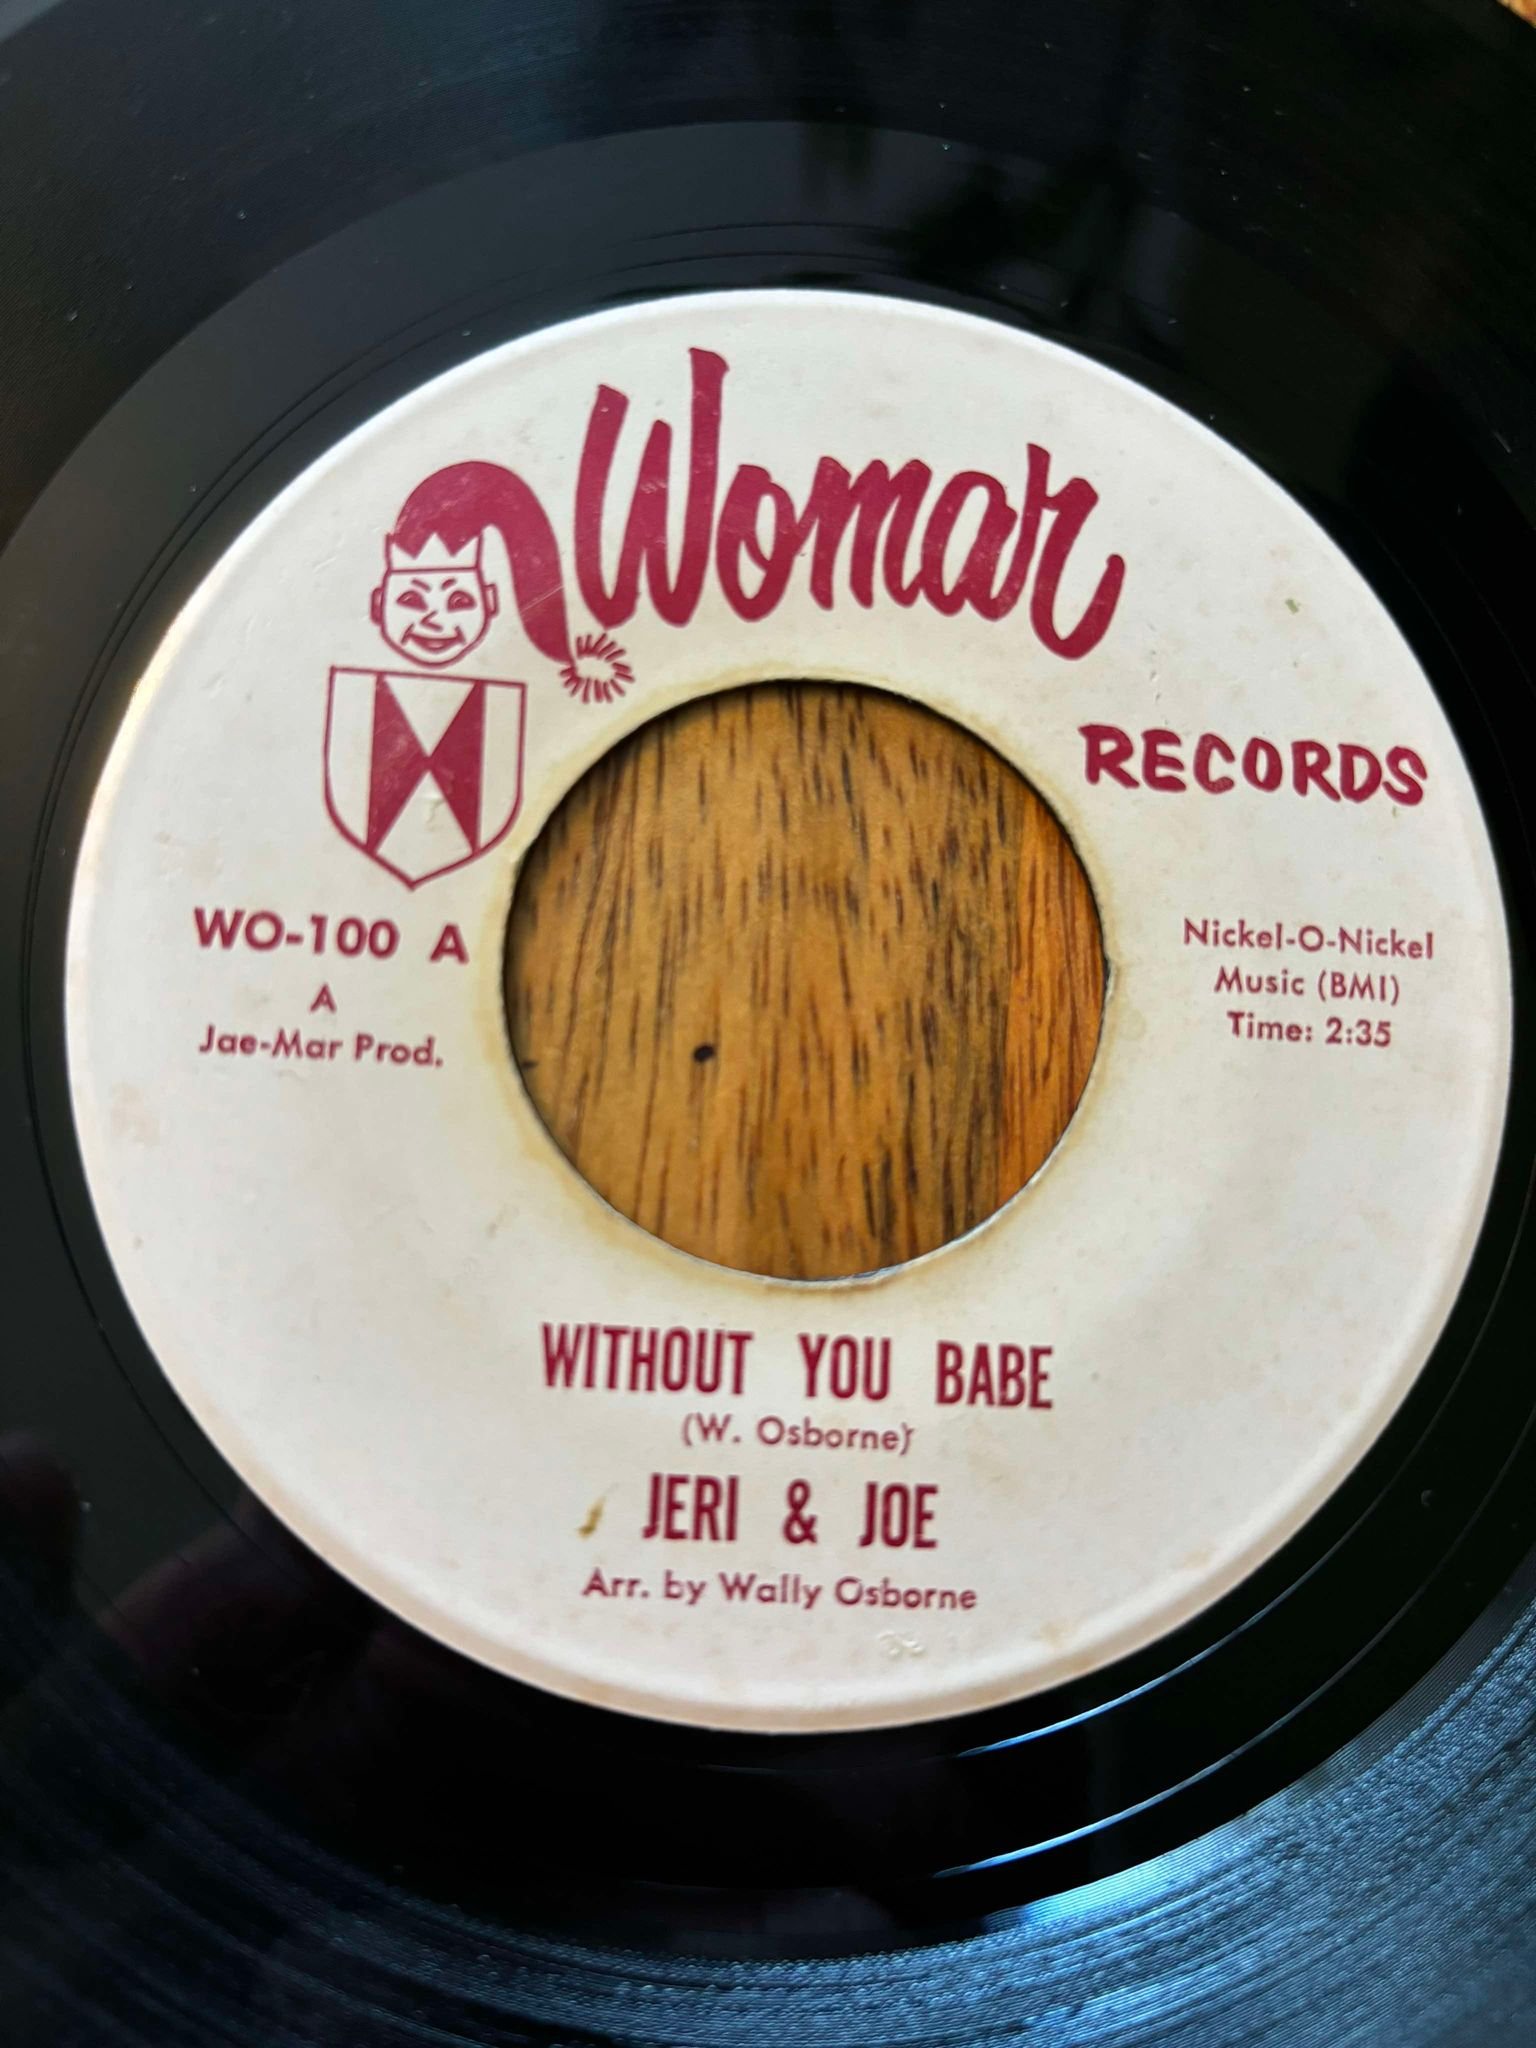 Womar
RECORDS
WO-100 A
A
Jae-Mar Prod.
Nickel-O-Nickel
Music (BMI)
Time: 2:35
WITHOUT YOU BABE
(W. Osborne)
JERI & JOE
Arr. by Wally Osborne